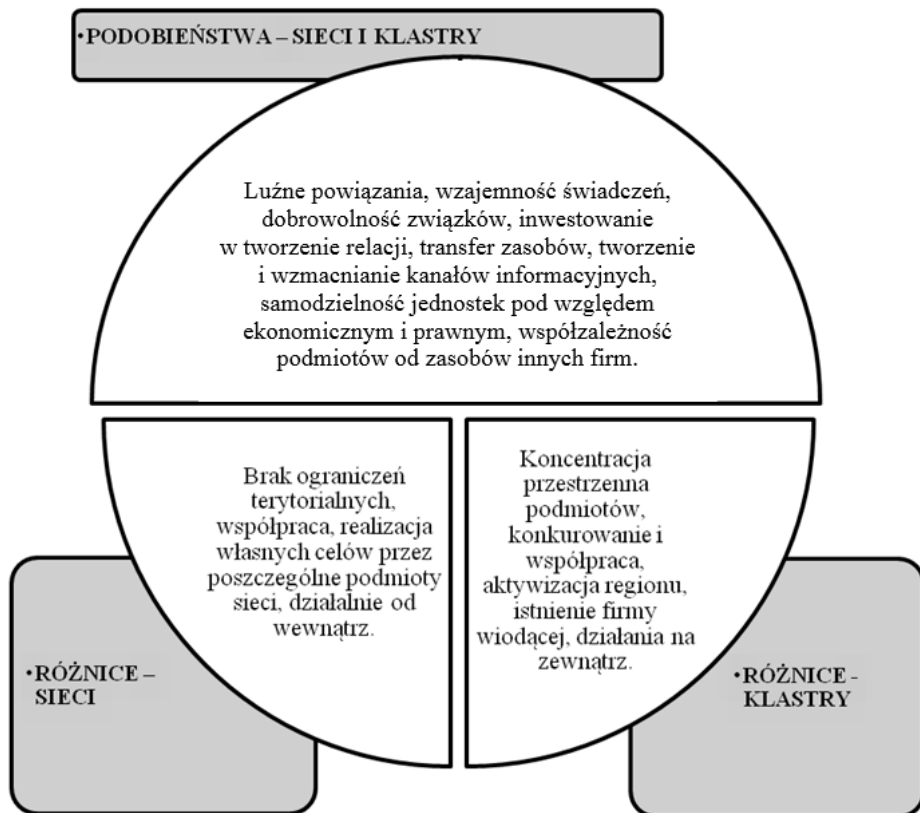 •PODOBIEŃSTWA – SIECI I KLASTRY
Luźne powiązania, wzajemność świadczeń,
dobrowolność związków, inwestowanie
w tworzenie relacji, transfer zasobów, tworzenie
i wzmacnianie kanałów informacyjnych,
samodzielność jednostek pod względem
ekonomicznym i prawnym, współzależność
podmiotów od zasobów innych firm.
Brak ograniczeń
terytorialnych,
współpraca, realizacja
własnych celów przez
poszczególne podmioty
sieci, działalnie od
wewnątrz.
Koncentracja
przestrzenna
podmiotów,
konkurowanie i
współpraca,
aktywizacja regionu,
istnienie firmy
wiodącej, działania na
zewnątrz.
•RÓŻNICE –
SIECI
•RÓŻNICE -
KLASTRY